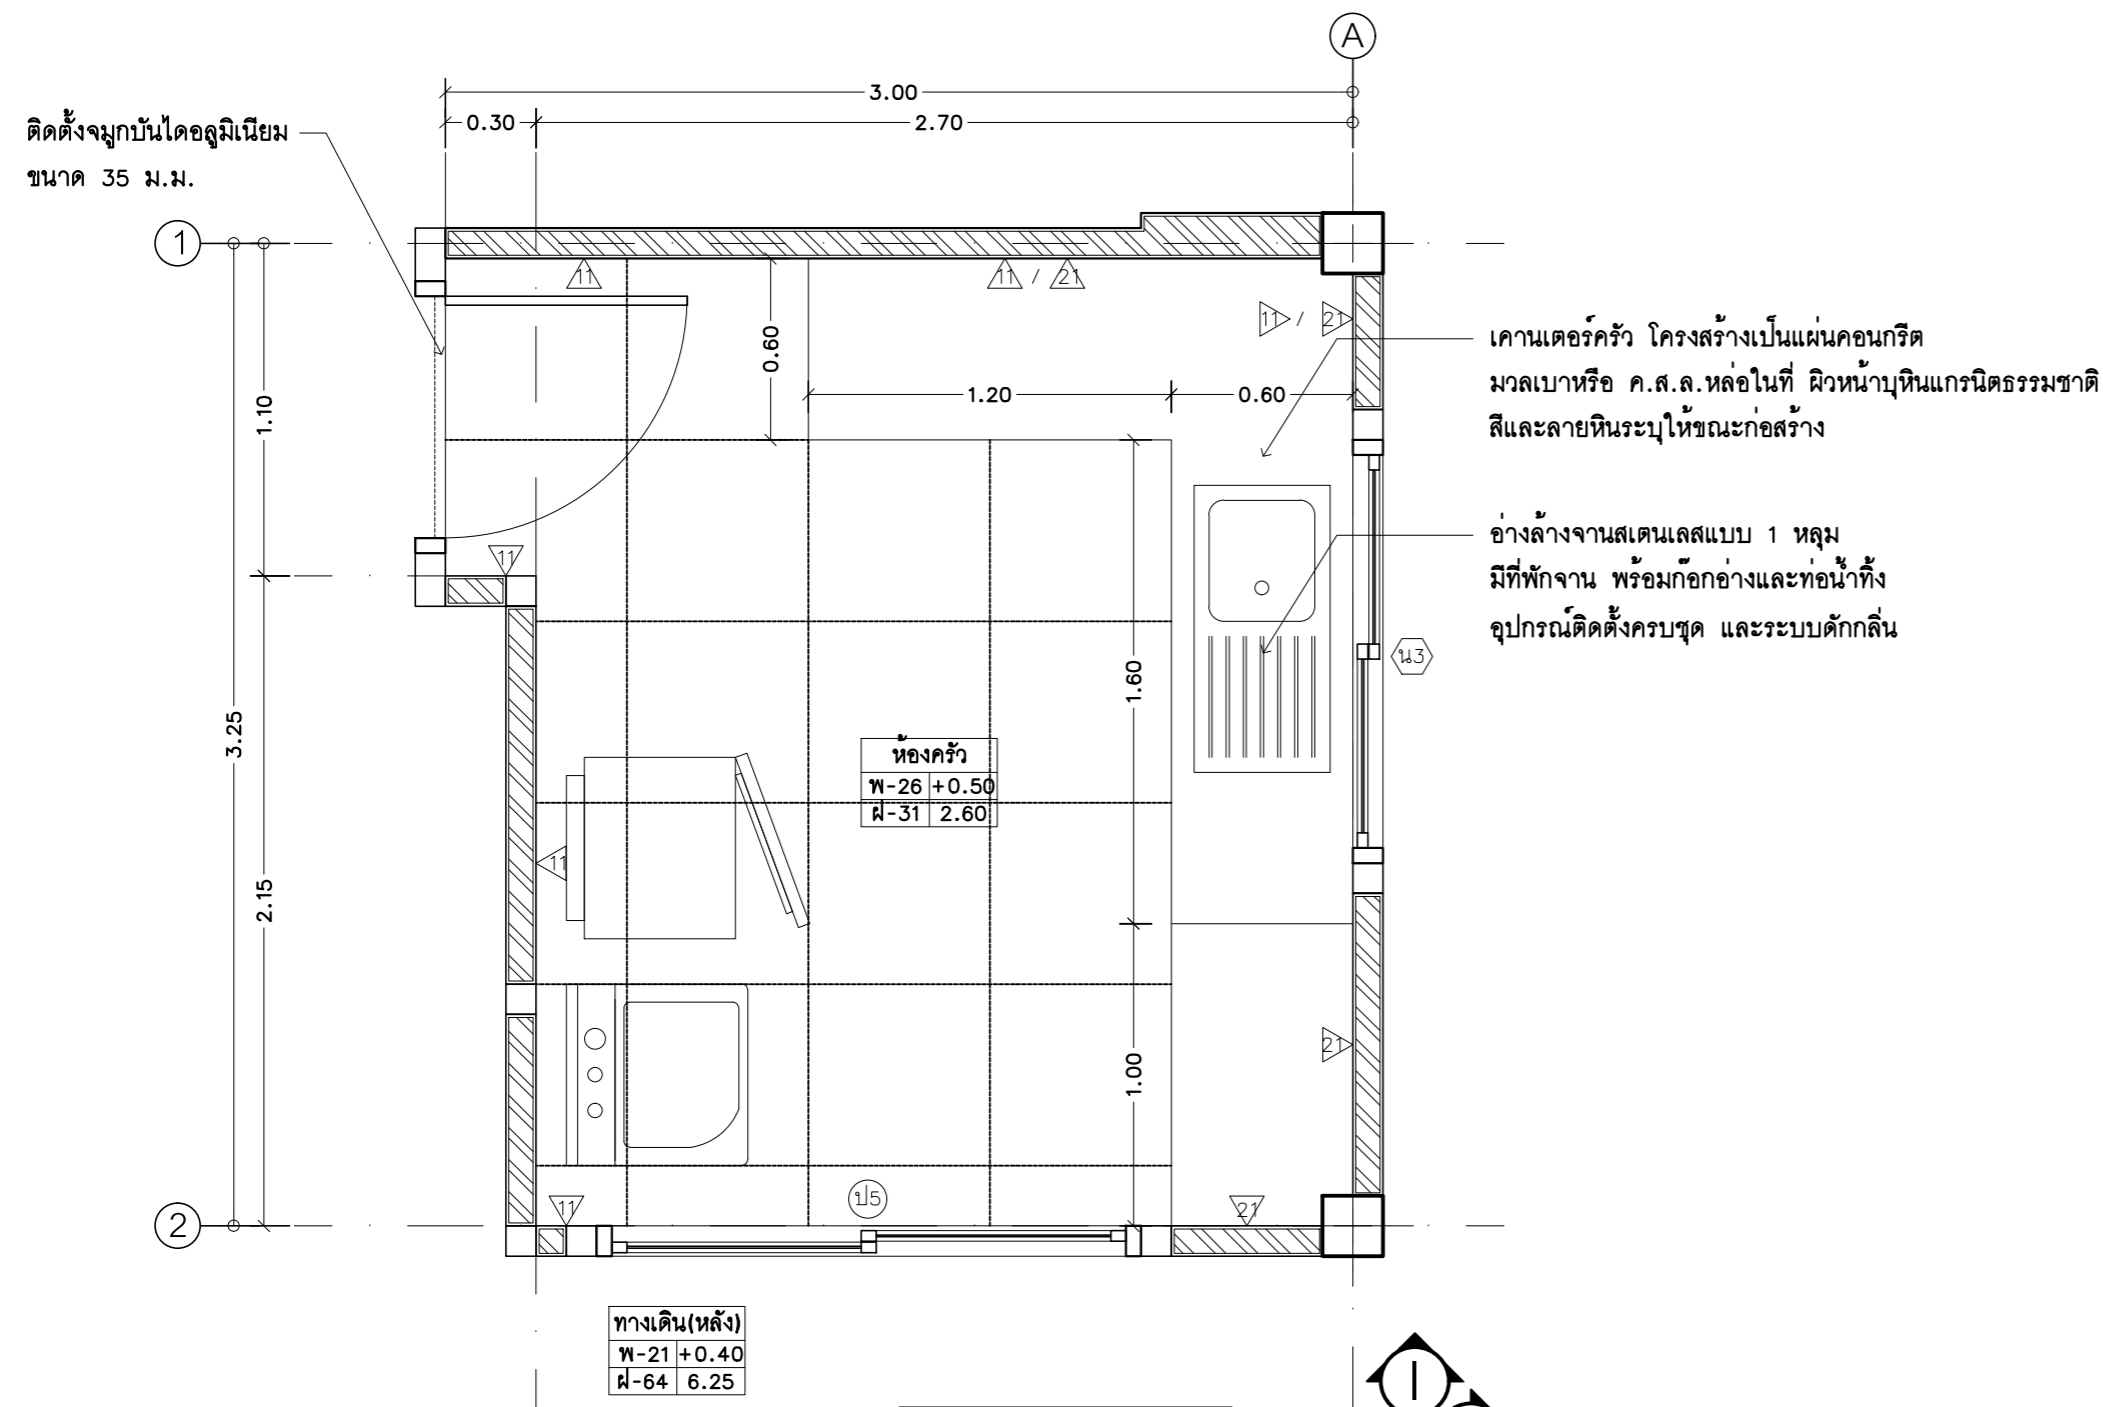 A
3.00
0.30
2.70
ติดตั้งจมูกบันไดอลูมิเนียม
ขนาด 35 ม.ม.
1
11
11 / 21
11 / 21
0.60
1.20
0.60
1.10
เคาน์เตอร์ครัว โครงสร้างเป็นแผ่นคอนกรีต
มวลเบาหรือ ค.ส.ล.หล่อในที่ ผิวหน้าบุหินแกรนิตธรรมชาติ
สีและลายหินระบุให้ขณะก่อสร้าง
อ่างล้างจานสเตนเลสแบบ 1 หลุม
มีที่พักจาน พร้อมก๊อกอ่างและท่อน้ำทิ้ง
อุปกรณ์ติดตั้งครบชุด และระบบดักกลิ่น
11
น3
1.60
3.25
ห้องครัว
พ-26 +0.50
ฝ-31 2.60
11
2.15
21
1.00
11
ป5
21
2
ทางเดิน(หลัง)
พ-21 +0.40
ฝ-64 6.25
1